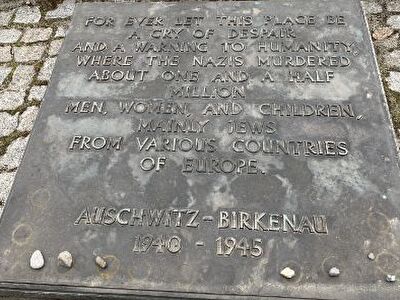 FOR EVER LET THIS PLACE BE
A CRY OF DESPAIR
AND A WARNING TO HUMANITY,
WHERE THE NAZIS MURDERED
ABOUT ONE AND A HALF
MILLION
MEN, WOMEN, AND CHILDREN,
MAINLY JEWS
FROM VARIOUS COUNTRIES
OF EUROPE.
AUSCHWITZ-BIRKENAU
1940 - 1945